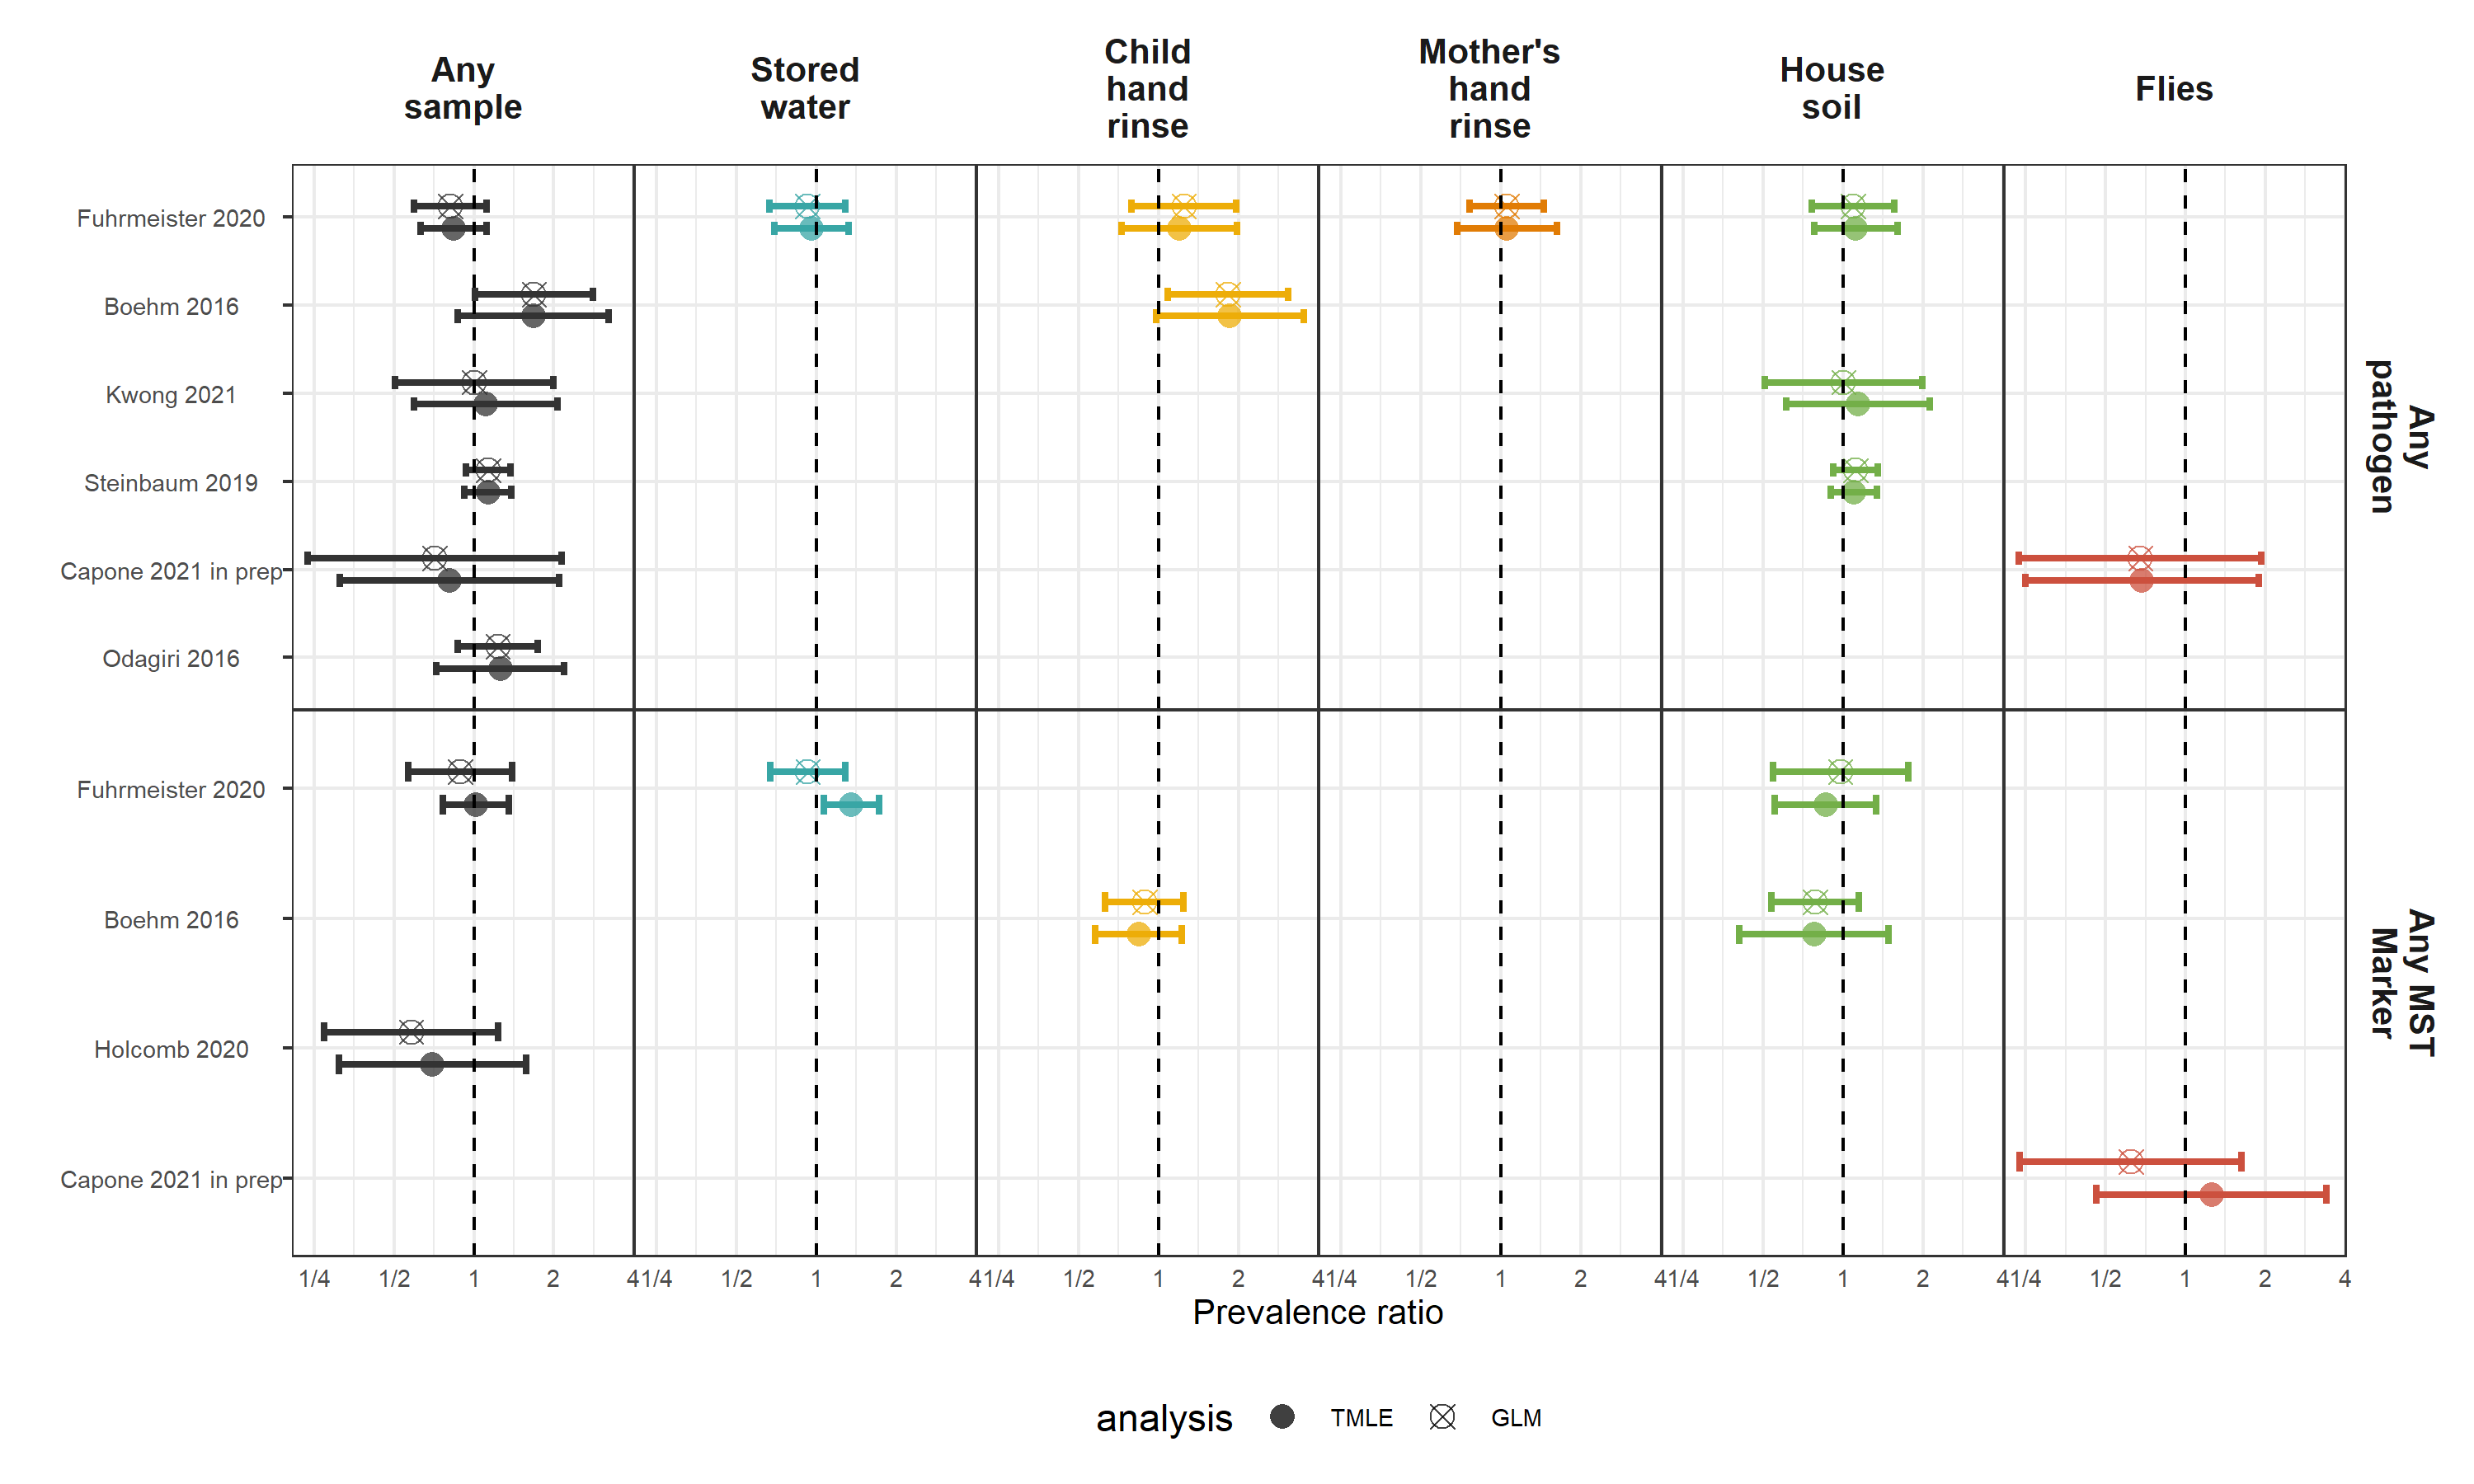 Any
sample
Stored
water
Child
hand
rinse
Mother's
hand
rinse
House
soil
Flies
Fuhrmeister 2020
Boehm 2016
Kwong 2021
Steinbaum 2019
Capone 2021 in prep
Odagiri 2016
Any
pathogen
Fuhrmeister 2020
Boehm 2016
Holcomb 2020
Capone 2021 in prep
Any MST
Marker
1/4 1/2 1 2 41/4 1/2 1 2 41/4 1/2 1 2 41/4 1/2 1 2 41/4 1/2 1 2 41/4 1/2 1 2 4
Prevalence ratio
analysis TMLE GLM